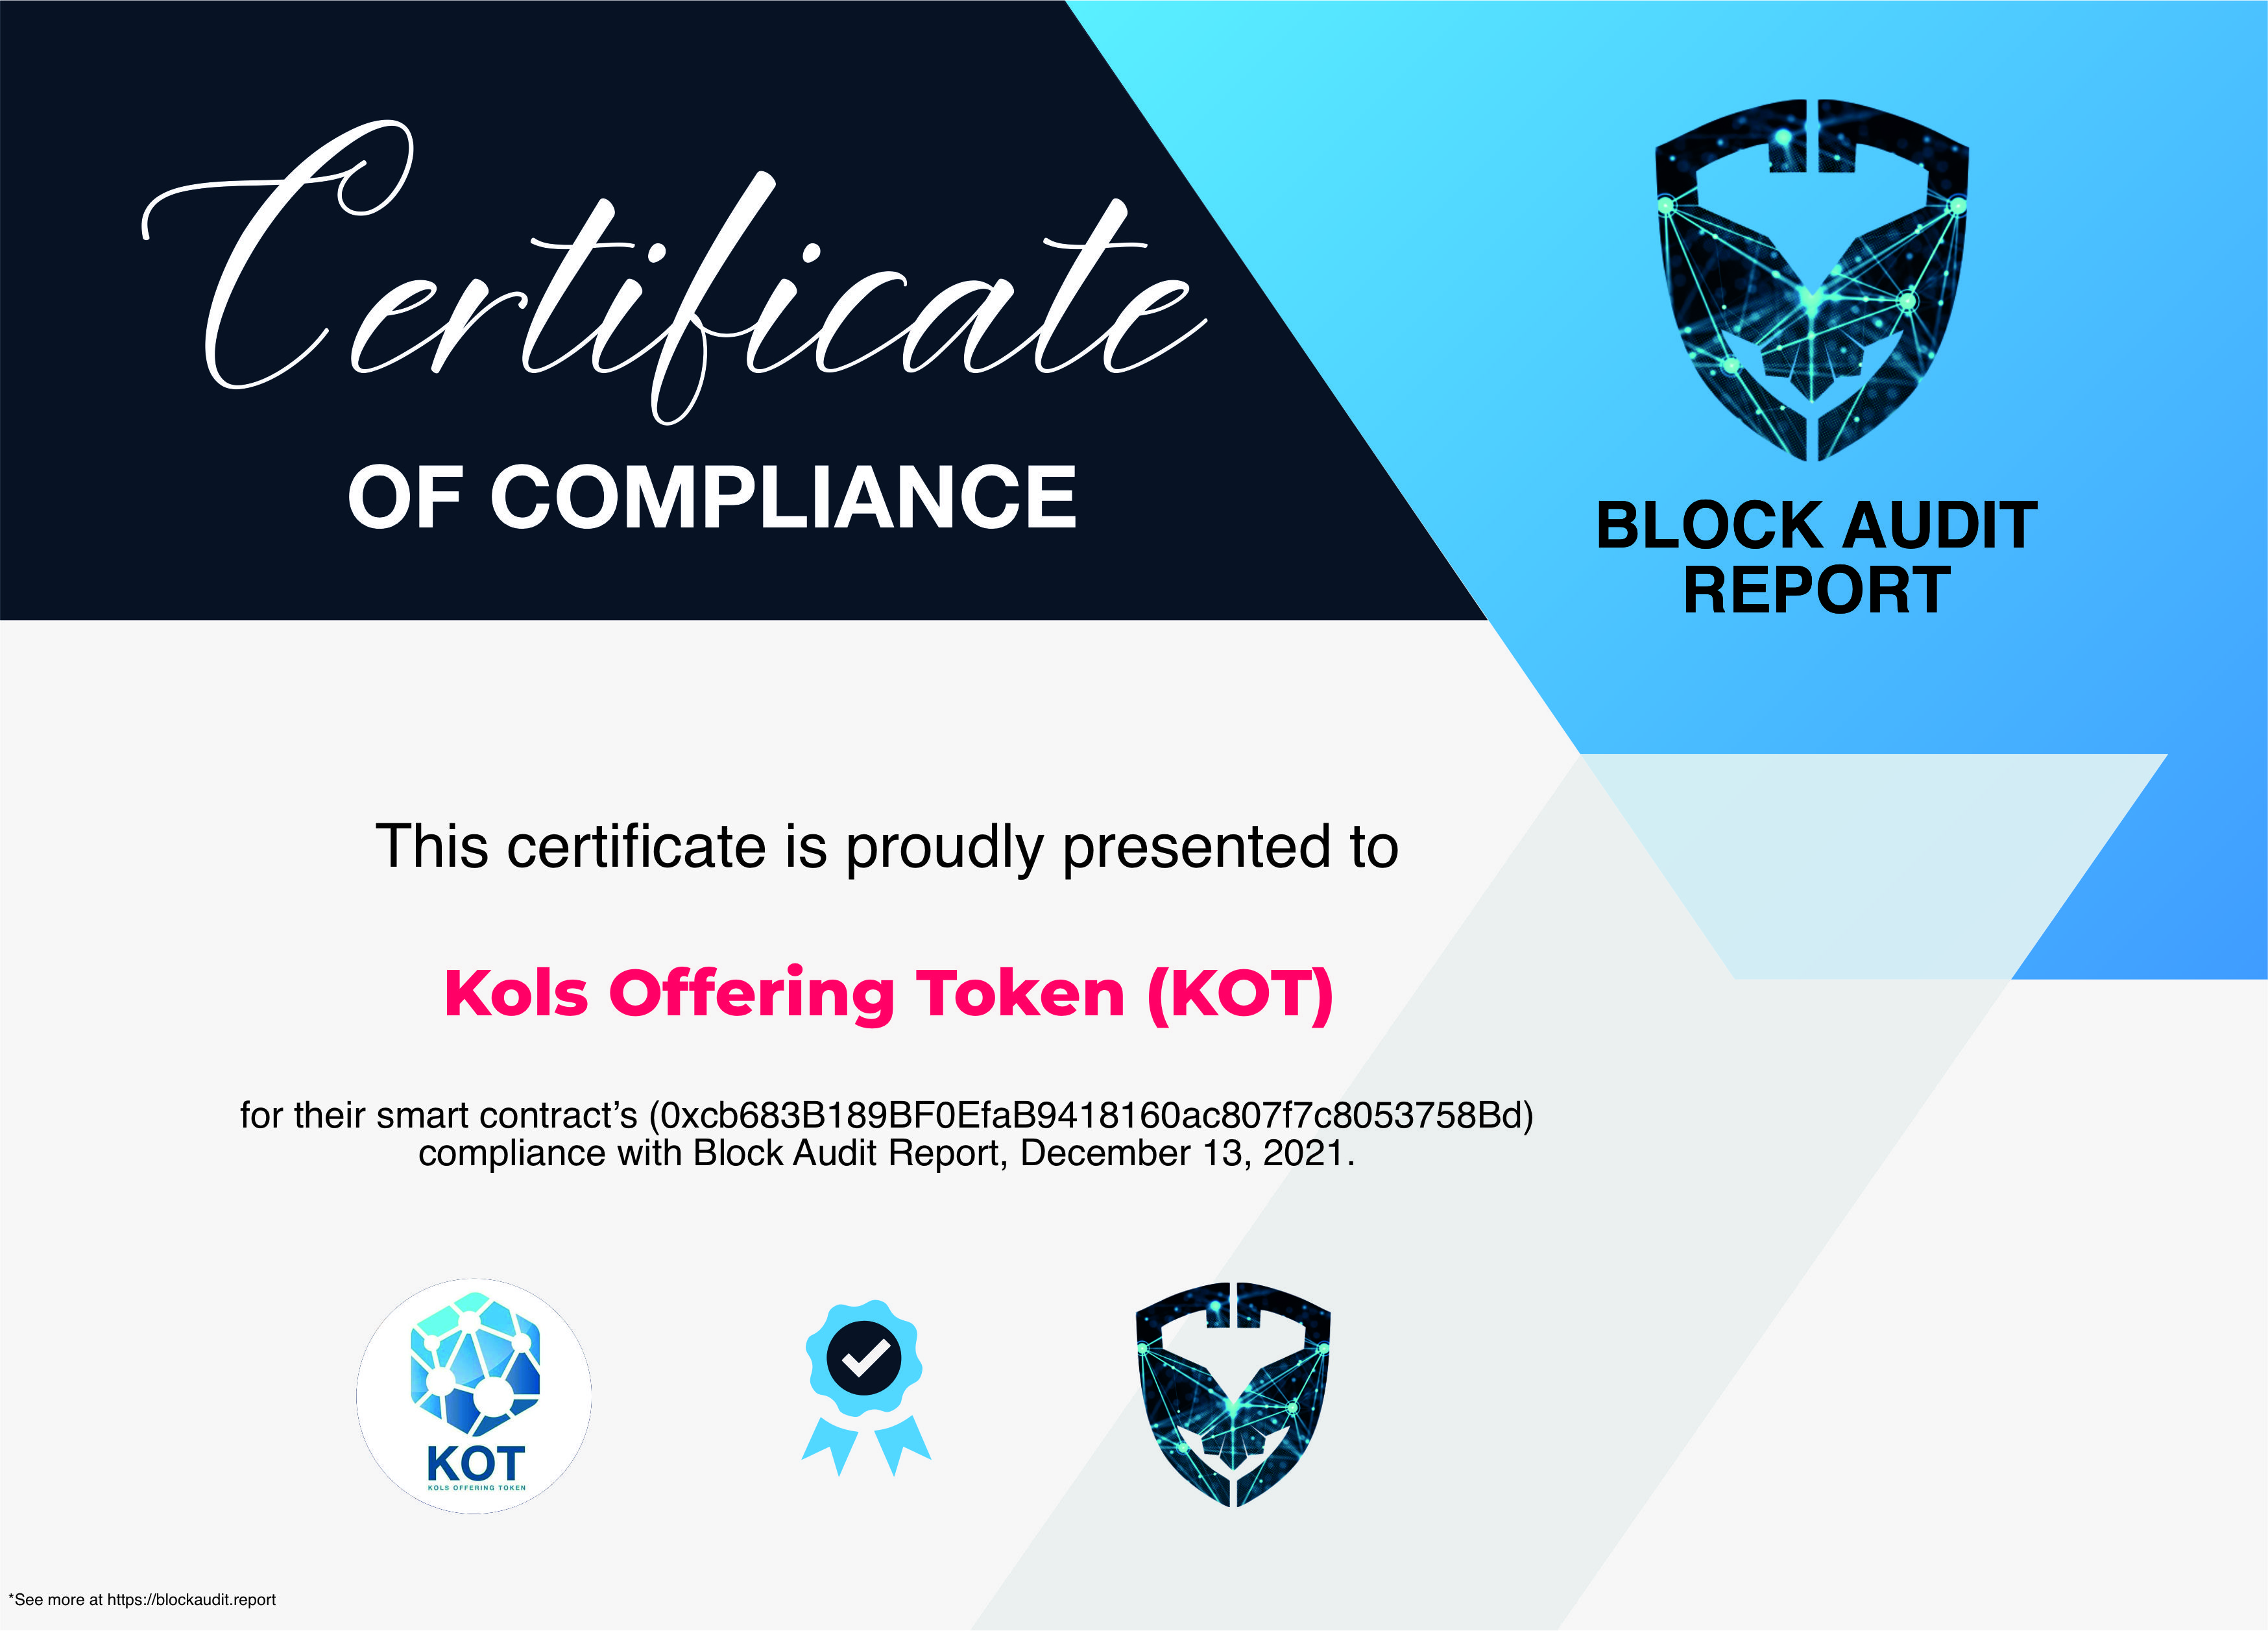 Certificate
OF COMPLIANCE
BLOCK AUDIT
REPORT
This certificate is proudly presented to
Kols Offering Token (KOT)
for their smart contract’s (0xcb683B189BF0EfaB9418160ac807f7c8053758Bd)
compliance with Block Audit Report, December 13, 2021.
KOT
KOLS OFFERING TOKEN
*See more at https://blockaudit.report